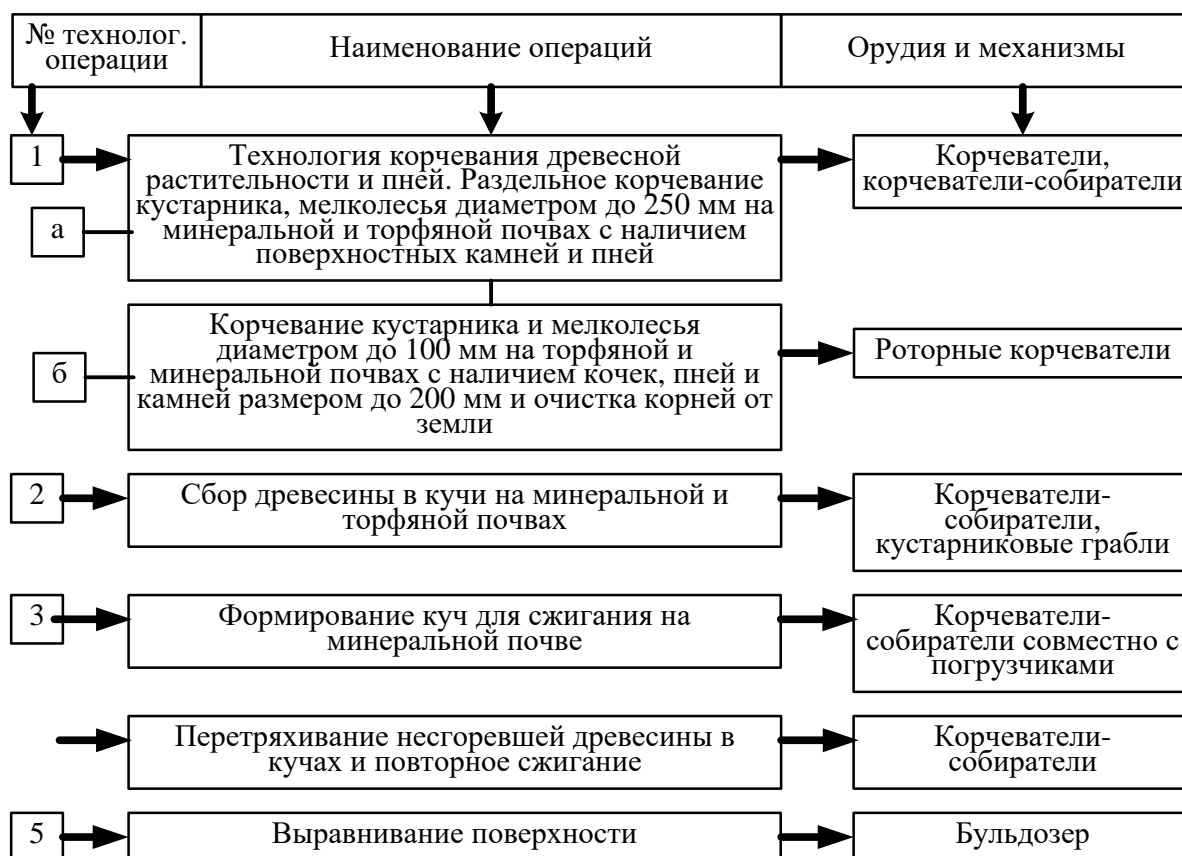 № технолог.
операции
Наименование операций
Орудия и механизмы
1
Технология корчевания древесной
растительности и пней. Раздельное корчевание
кустарника, мелколесья диаметром до 250 мм на
минеральной и торфяной почвах с наличием
поверхностных камней и пней
Корчеватели,
корчеватели-собиратели
а
Корчевание кустарника и мелколесья
диаметром до 100 мм на торфяной и
минеральной почвах с наличием кочек, пней и
камней размером до 200 мм и очистка корней от
земли
Роторные корчеватели
б
2
Сбор древесины в кучи на минеральной и
торфяной почвах
Корчеватели-
собиратели,
кустарниковые грабли
3
Формирование куч для сжигания на
минеральной почве
Корчеватели-
собиратели совместно с
погрузчиками
Перетряхивание несгоревшей древесины в
кучах и повторное сжигание
Корчеватели-
собиратели
5
Выравнивание поверхности
Бульдозер